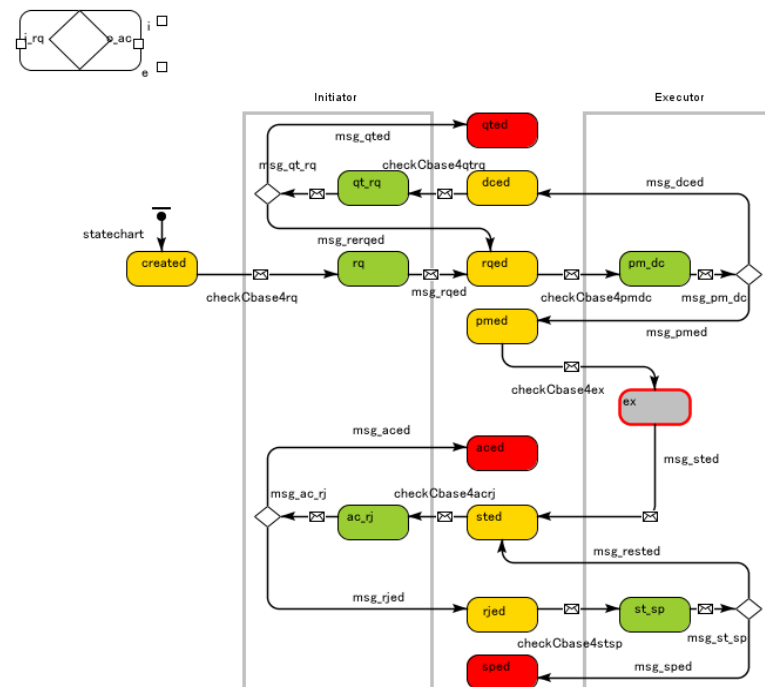 i
i_rq
o_ac
e
Initiator
Executor
qted
msg_qted
msg_qt_rq
checkCbase4qtrq
qt_rq
dced
msg_dced
statechart
msg_rerqed
created
rq
rqed
pm_dc
checkCbase4rq
msg_rqed
checkCbase4pmdc
msg_pm_dc
pmed
msg_pmed
checkCbase4ex
ex
msg_aced
aced
msg_sted
msg_ac_rj
checkCbase4acrj
ac_rj
sted
msg_rested
msg_rjed
rjed
st_sp
checkCbase4stsp
msg_st_sp
sped
msg_sped